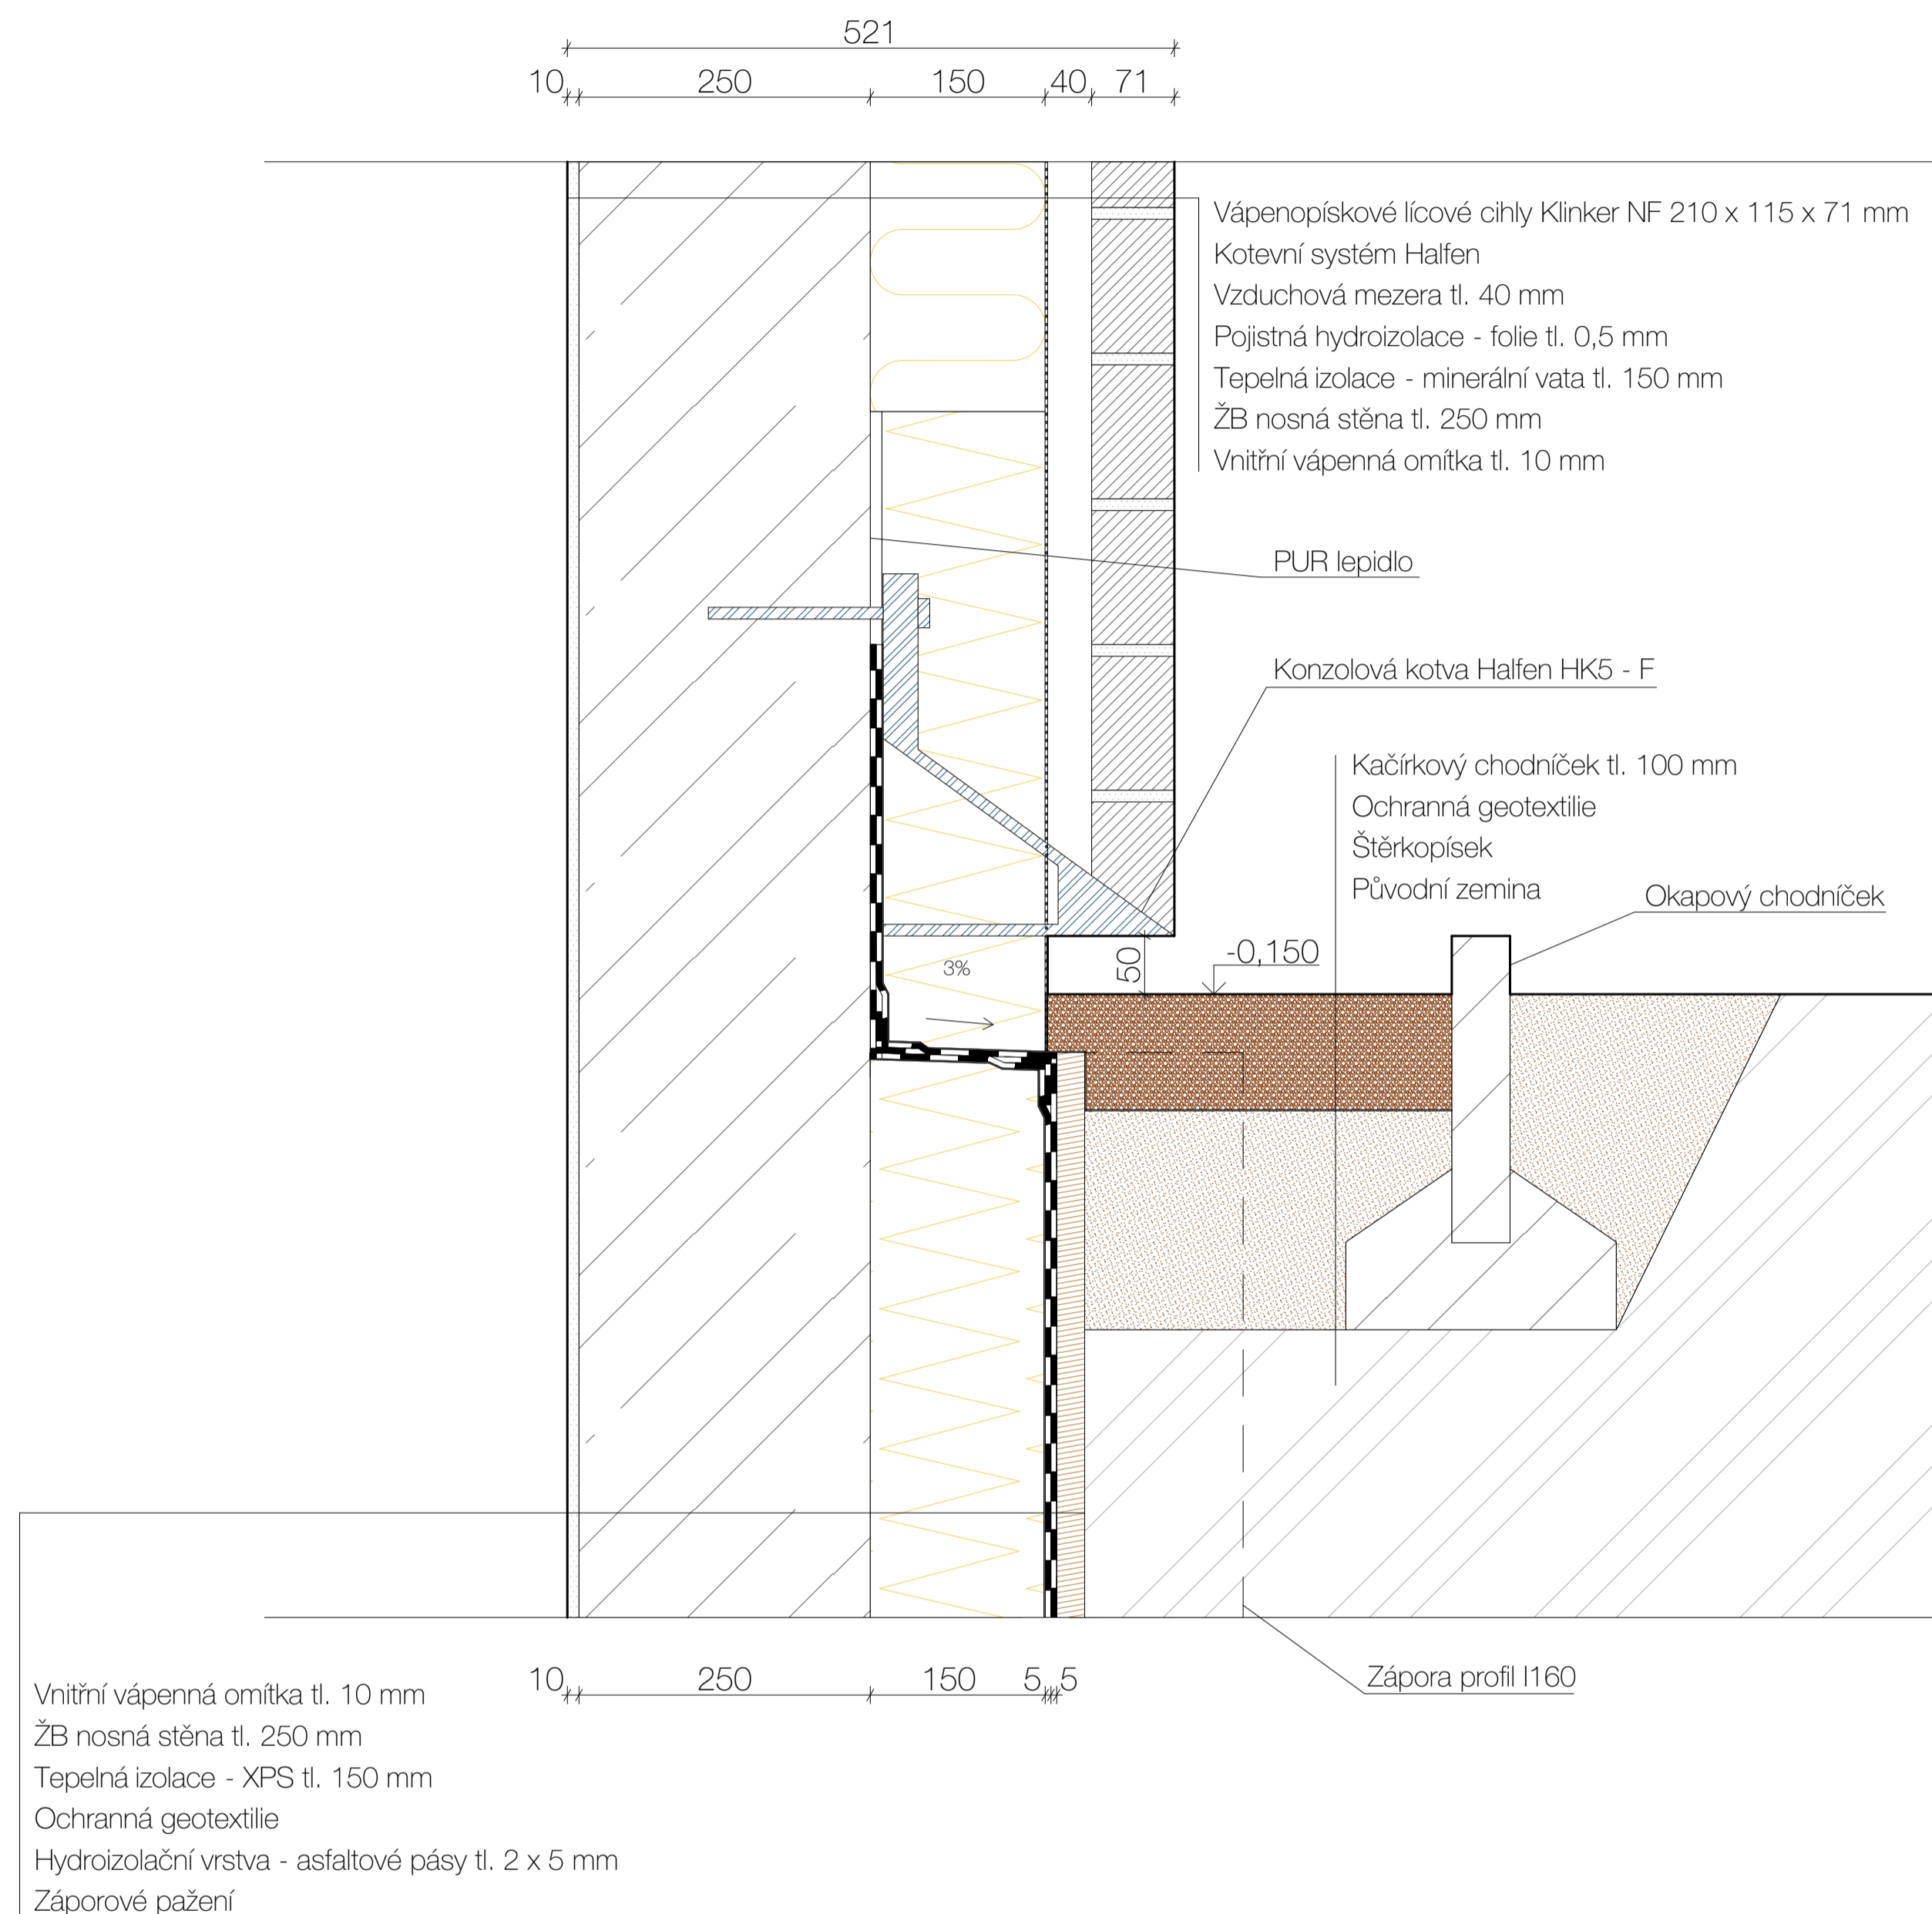 521
10 250 150 40 71
Vápenopískové lícové cihly Klinker NF 210 x 115 x 71 mm
Kotevní systém Halfen
Vzduchová mezera tl. 40 mm
Pojistná hydroizolace - folie tl. 0,5 mm
Tepelná izolace - minerální vata tl. 150 mm
ŽB nosná stěna tl. 250 mm
Vnitřní vápenná omítka tl. 10 mm
PUR lepidlo
Konzolová kotva Halfen HK5 - F
Kačírkový chodníček tl. 100 mm
Ochranná geotextilie
Štěrkopísek
Původní zemina
Okapový chodníček
-0,150
50
3%
Zápora profil I160
10 250 150 5 5
Vnitřní vápenná omítka tl. 10 mm
ŽB nosná stěna tl. 250 mm
Tepelná izolace - XPS tl. 150 mm
Ochranná geotextilie
Hydroizolační vrstva - asfaltové pásy tl. 2 x 5 mm
Záporové pažení